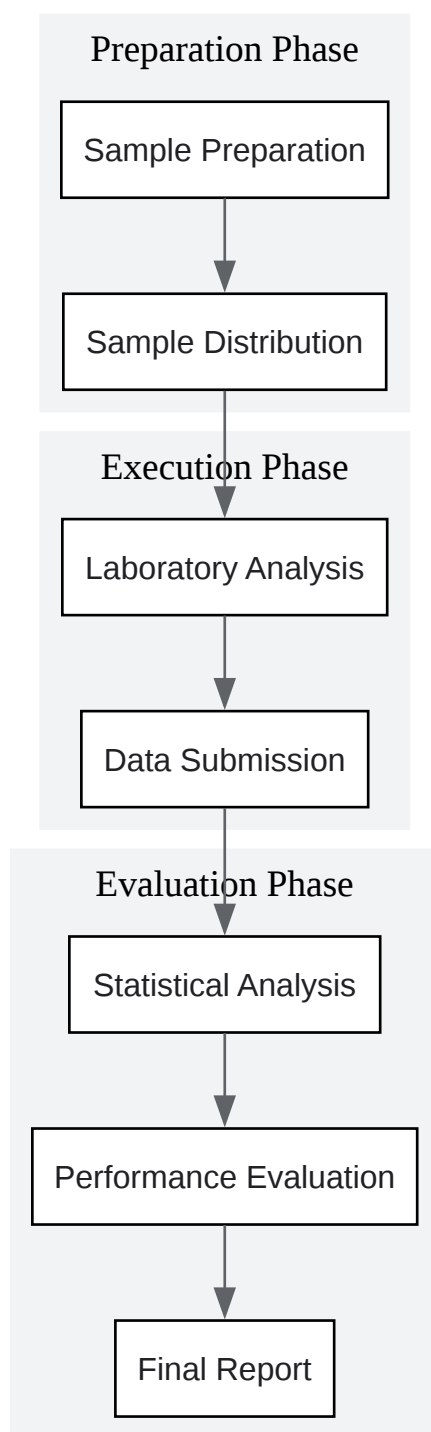 Preparation Phase
Sample Preparation
Sample Distribution
Execution Phase
Laboratory Analysis
Data Submission
Evaluation Phase
Statistical Analysis
Performance Evaluation
Final Report